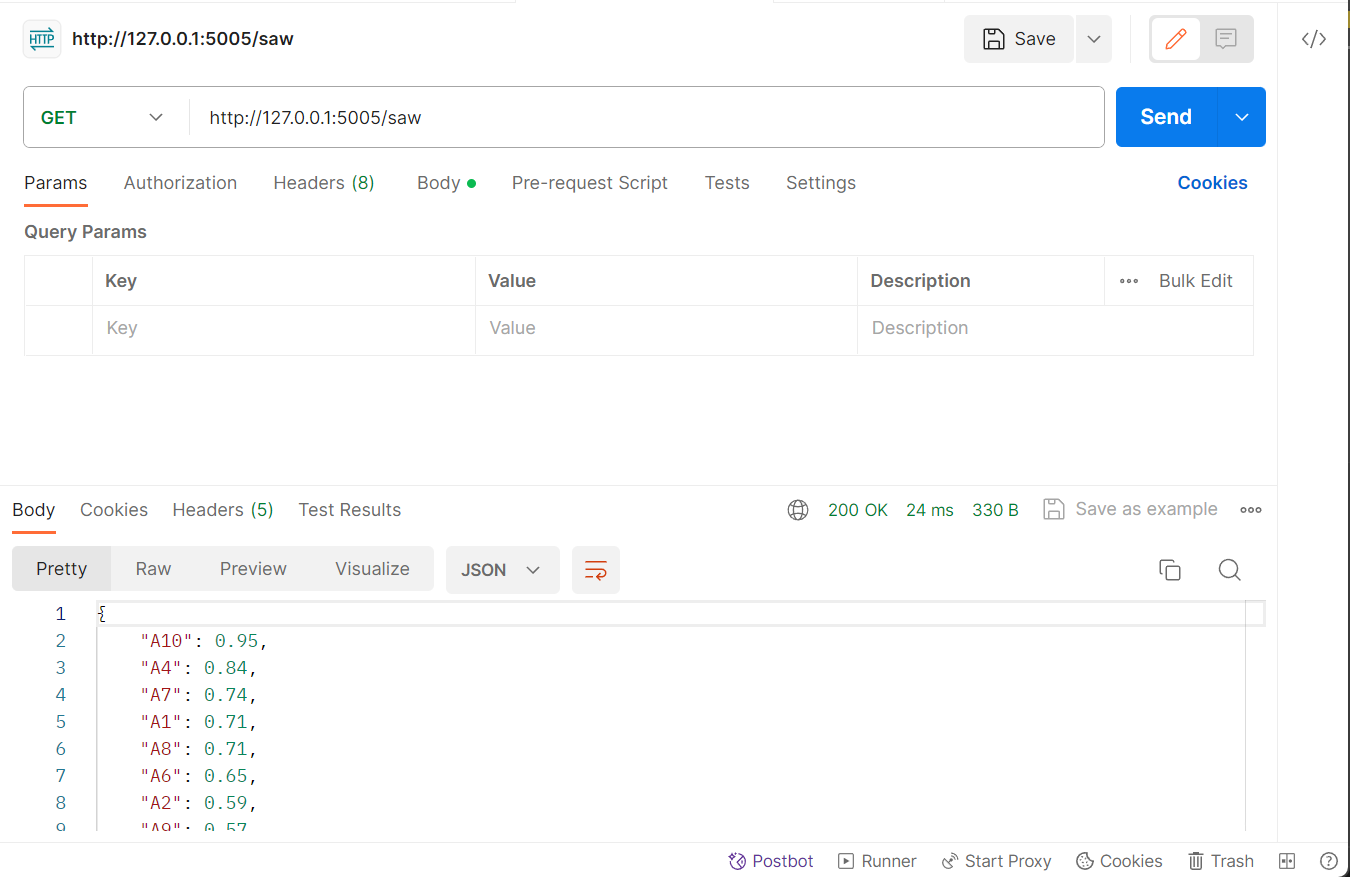 HTTP http://127.0.0.1:5005/saw Save </>
GET http://127.0.0.1:5005/saw Send
Params Authorization Headers (8) Body Pre-request Script Tests Settings Cookies
Query Params
Key Value Description ••• Bulk Edit
Key Value Description
Body Cookies Headers (5) Test Results 200 OK 24 ms 330 B Save as example
Pretty Raw Preview Visualize JSON
1 {
2 "A10": 0.95,
3 "A4": 0.84,
4 "A7": 0.74,
5 "A1": 0.71,
6 "A8": 0.71,
7 "A6": 0.65,
8 "A2": 0.59,
9 "A9": 0.57
Postbot Runner Start Proxy Cookies Trash ?